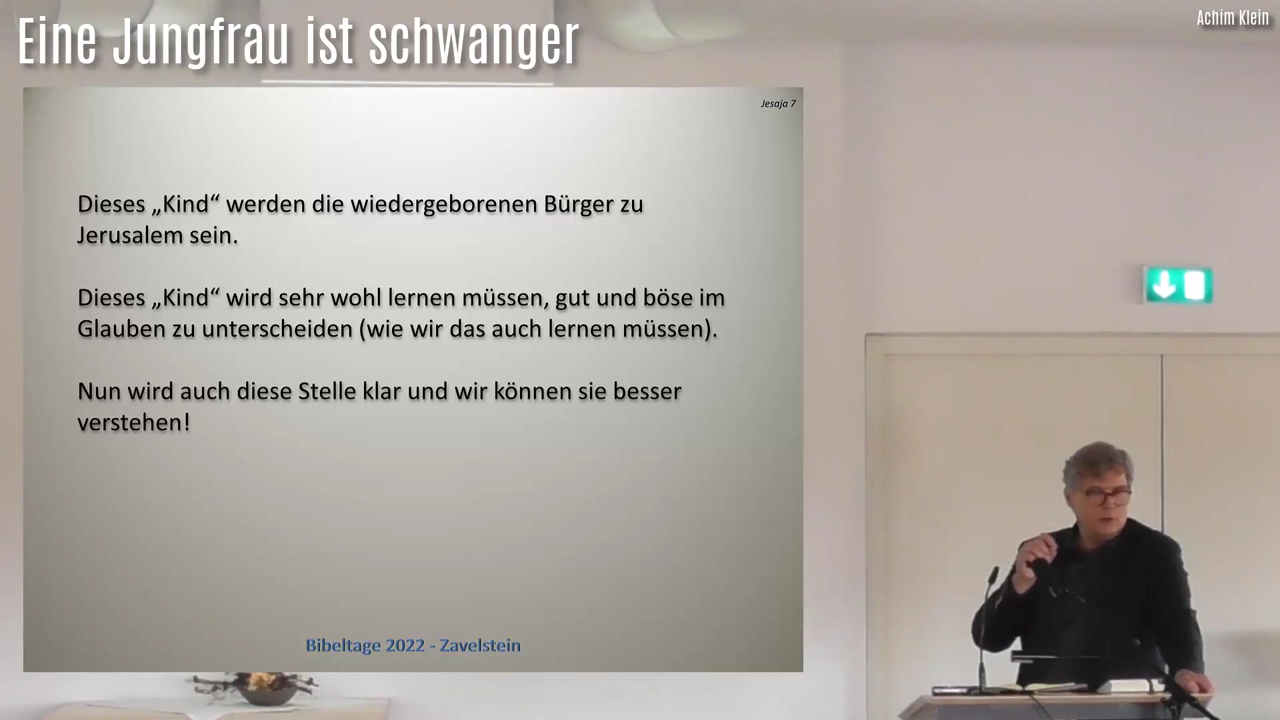 Eine Jungfrau ist schwanger
Achim Klein
Jesaja 7
Dieses „Kind“ werden die wiedergeborenen Bürger zu
Jerusalem sein.
Dieses „Kind“ wird sehr wohl lernen müssen, gut und böse im
Glauben zu unterscheiden (wie wir das auch lernen müssen).
Nun wird auch diese Stelle klar und wir können sie besser
verstehen!
Bibeltage 2022 - Zavelstein